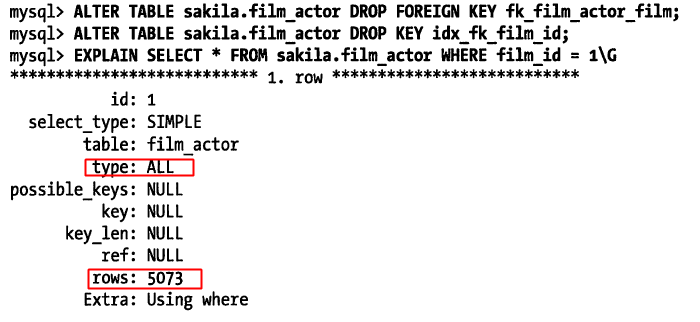 mysql> ALTER TABLE sakila.film_actor DROP FOREIGN KEY fk_film_actor_film;
mysql> ALTER TABLE sakila.film_actor DROP KEY idx_fk_film_id;
mysql> EXPLAIN SELECT * FROM sakila.film_actor WHERE film_id = 1\G
*************************** 1. row ***************************
id: 1
select_type: SIMPLE
table: film_actor
type: ALL
possible_keys: NULL
key: NULL
key_len: NULL
ref: NULL
rows: 5073
Extra: Using where